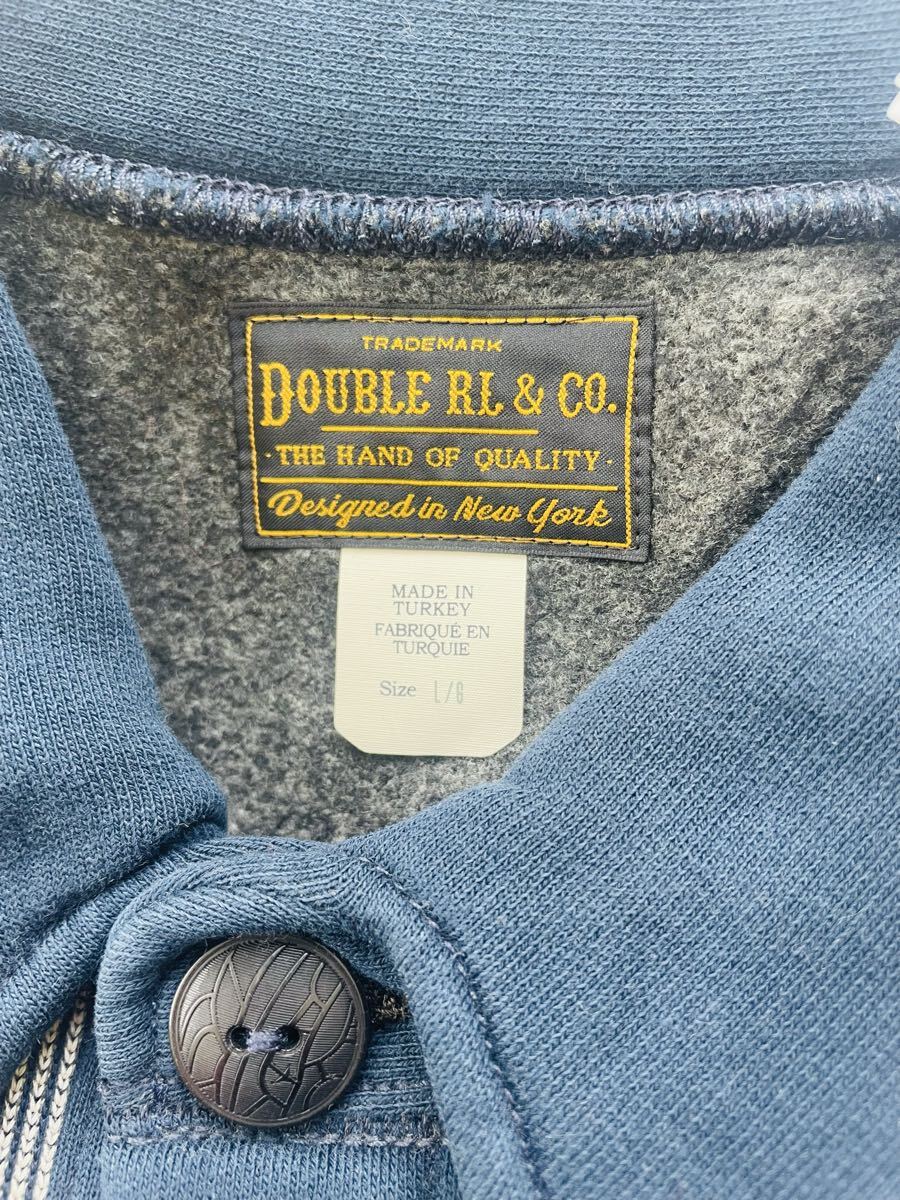 TRADEMARK
DOUBLE RL & CO.
· THE HAND OF QUALITY ·
Designed in New York
MADE IN
TURKEY
FABRIQUÉ EN
TURQUIE
Size L/G